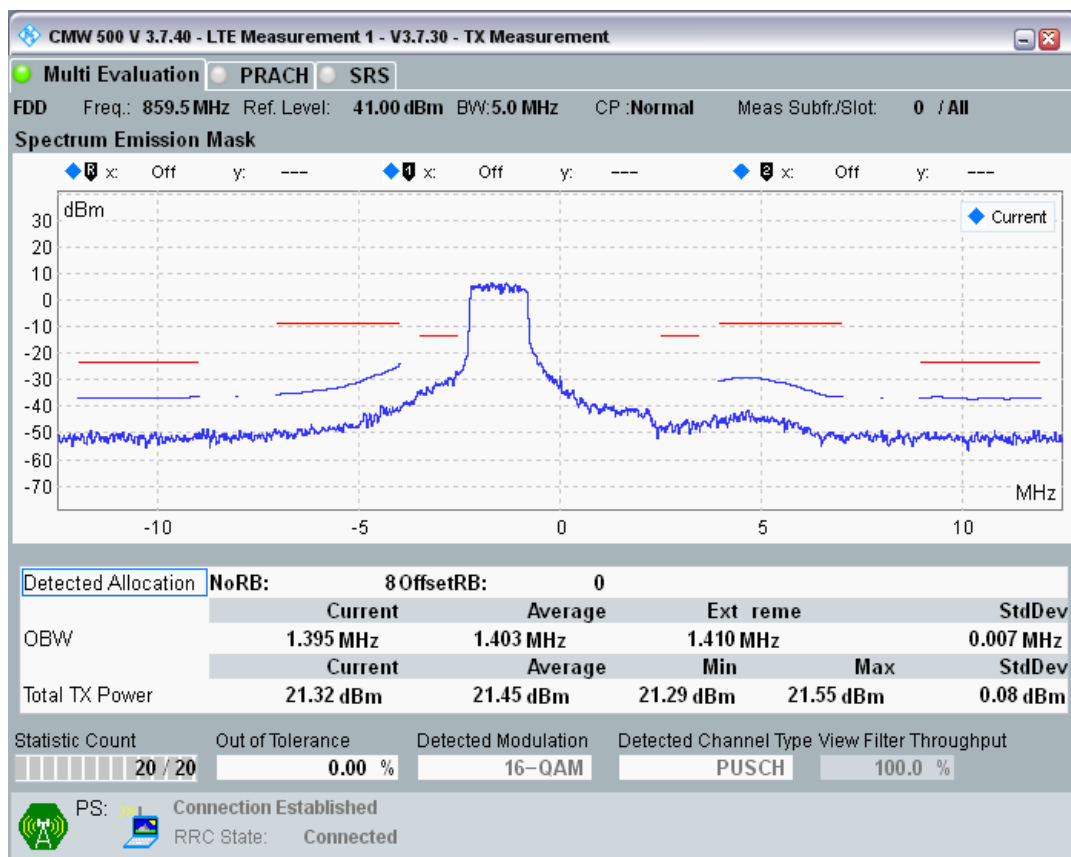 CMW 500 V 3.7.40 - LTE Measurement 1 - V3.7.30 - TX Measurement
Multi Evaluation PRACH SRS
FDD Freq.: 859.5 MHz Ref. Level: 41.00 dBm BW:5.0 MHz CP :Normal Meas Subfr./Slot: 0 / All
Spectrum Emission Mask
R x: Off y: --- 1 x: Off y: --- 2 x: Off y: ---
dBm
Current
30
20
10
0
-10
-20
-30
-40
-50
-60
-70
MHz
-10 -5 0 5 10
Detected Allocation NoRB: 8 OffsetRB: 0
Current Average Ext reme StdDev
OBW 1.395 MHz 1.403 MHz 1.410 MHz 0.007 MHz
Current Average Min Max StdDev
Total TX Power 21.32 dBm 21.45 dBm 21.29 dBm 21.55 dBm 0.08 dBm
Statistic Count Out of Tolerance Detected Modulation Detected Channel Type View Filter Throughput
20 / 20 0.00 % 16-QAM PUSCH 100.0 %
PS: Connection Established
RRC State: Connected